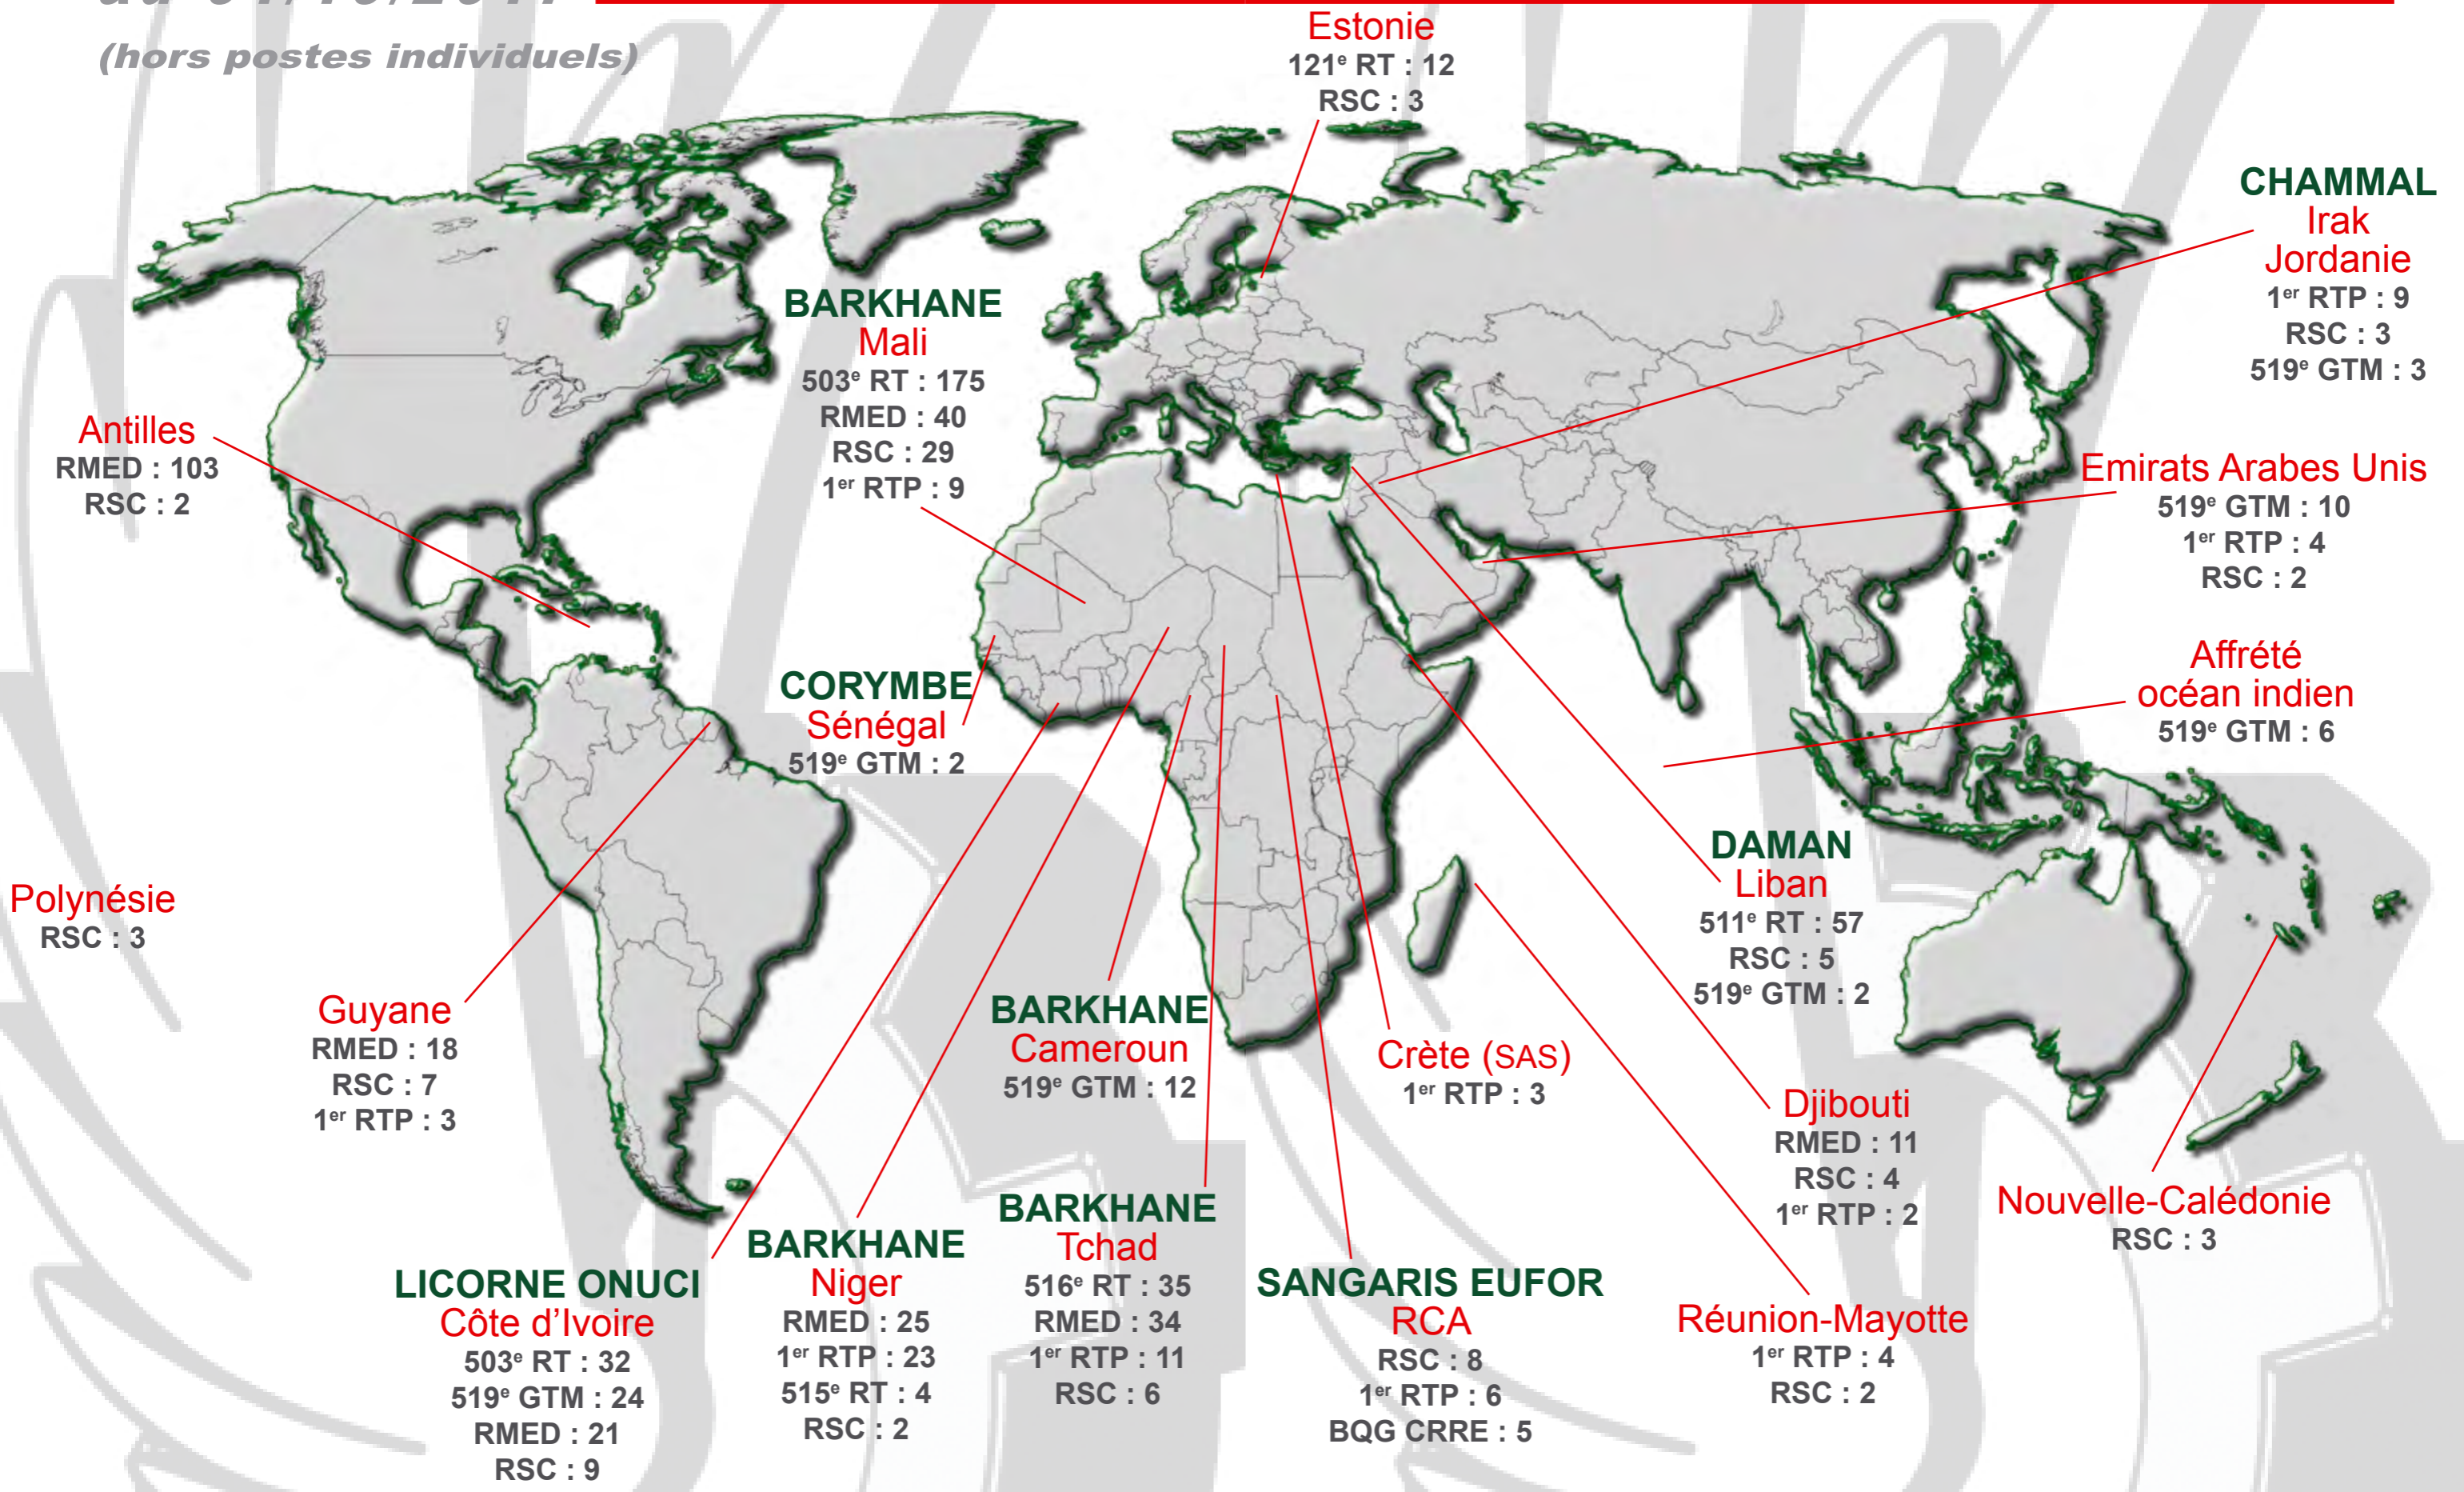 (hors postes individuels)
Estonie
121e RT : 12
RSC : 3
CHAMMAL
Irak
Jordanie
1er RTP : 9
RSC : 3
519e GTM : 3
BARKHANE
Mali
503e RT : 175
RMED : 40
RSC : 29
1er RTP : 9
Antilles
RMED : 103
RSC : 2
Emirats Arabes Unis
519e GTM : 10
1er RTP : 4
RSC : 2
Affrété
océan indien
519e GTM : 6
CORYMBE
Sénégal
519e GTM : 2
DAMAN
Liban
511e RT : 57
RSC : 5
519e GTM : 2
Polynésie
RSC : 3
Guyane
RMED : 18
RSC : 7
1er RTP : 3
BARKHANE
Cameroun
519e GTM : 12
Crète (SAS)
1er RTP : 3
Djibouti
RMED : 11
RSC : 4
1er RTP : 2
Nouvelle-Calédonie
RSC : 3
LICORNE ONUCI
Côte d'Ivoire
503e RT : 32
519e GTM : 24
RMED : 21
RSC : 9
BARKHANE
Niger
RMED : 25
1er RTP : 23
515e RT : 4
RSC : 2
BARKHANE
Tchad
516e RT : 35
RMED : 34
1er RTP : 11
RSC : 6
SANGARIS EUFOR
RCA
RSC : 8
1er RTP : 6
BQG CRRE : 5
Réunion-Mayotte
1er RTP : 4
RSC : 2